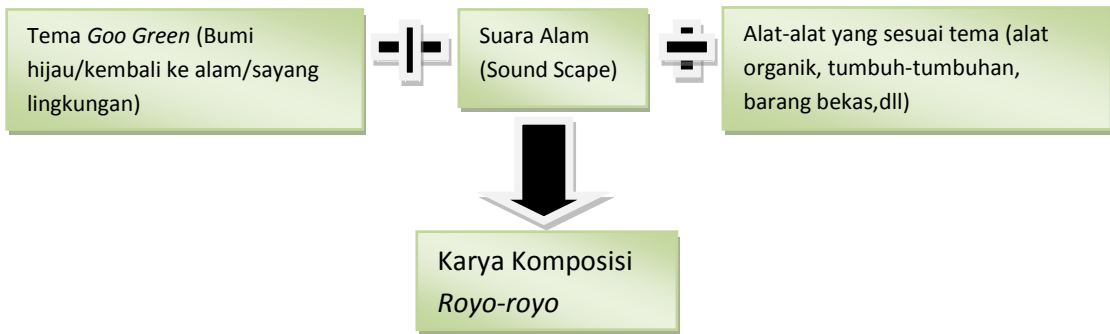 Tema Goo Green (Bumi
hijau/kembali ke alam/sayang
lingkungan)
Suara Alam
(Sound Scape)
Alat-alat yang sesuai tema (alat
organik, tumbuh-tumbuhan,
barang bekas,dll)
Karya Komposisi
Royo-royo